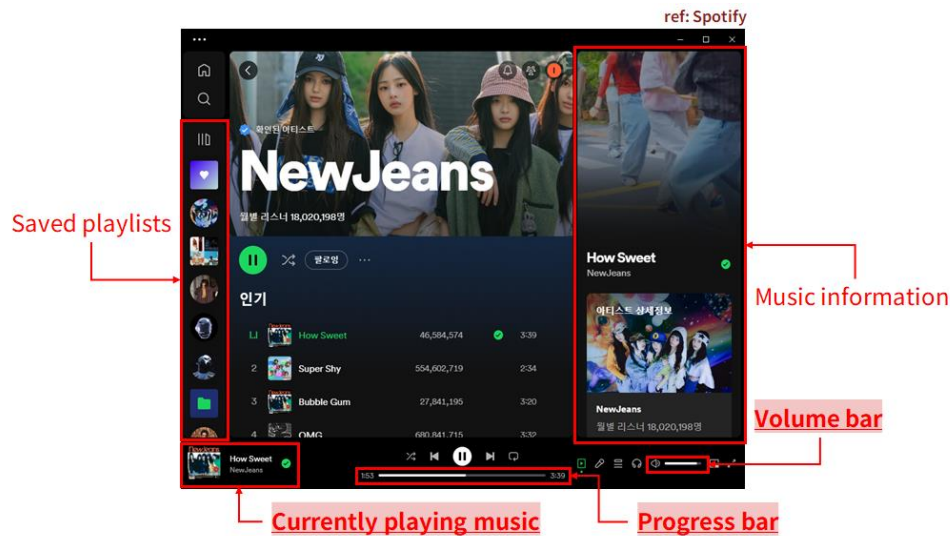 ref: Spotify
확인된 아티스트
NewJeans
월별 리스너 18,020,198명
팔로잉
인기
How Sweet 46,584,574 3:39
2 Super Shy 554,602,719 2:34
3 Bubble Gum 27,841,195 3:20
4 OMG 680,841,715 3:32
How Sweet
NewJeans
아티스트 상세정보
NewJeans
월별 리스너 18,020,198명
How Sweet
NewJeans
1:53 3:39
Saved playlists
Music information
Volume bar
Currently playing music
Progress bar